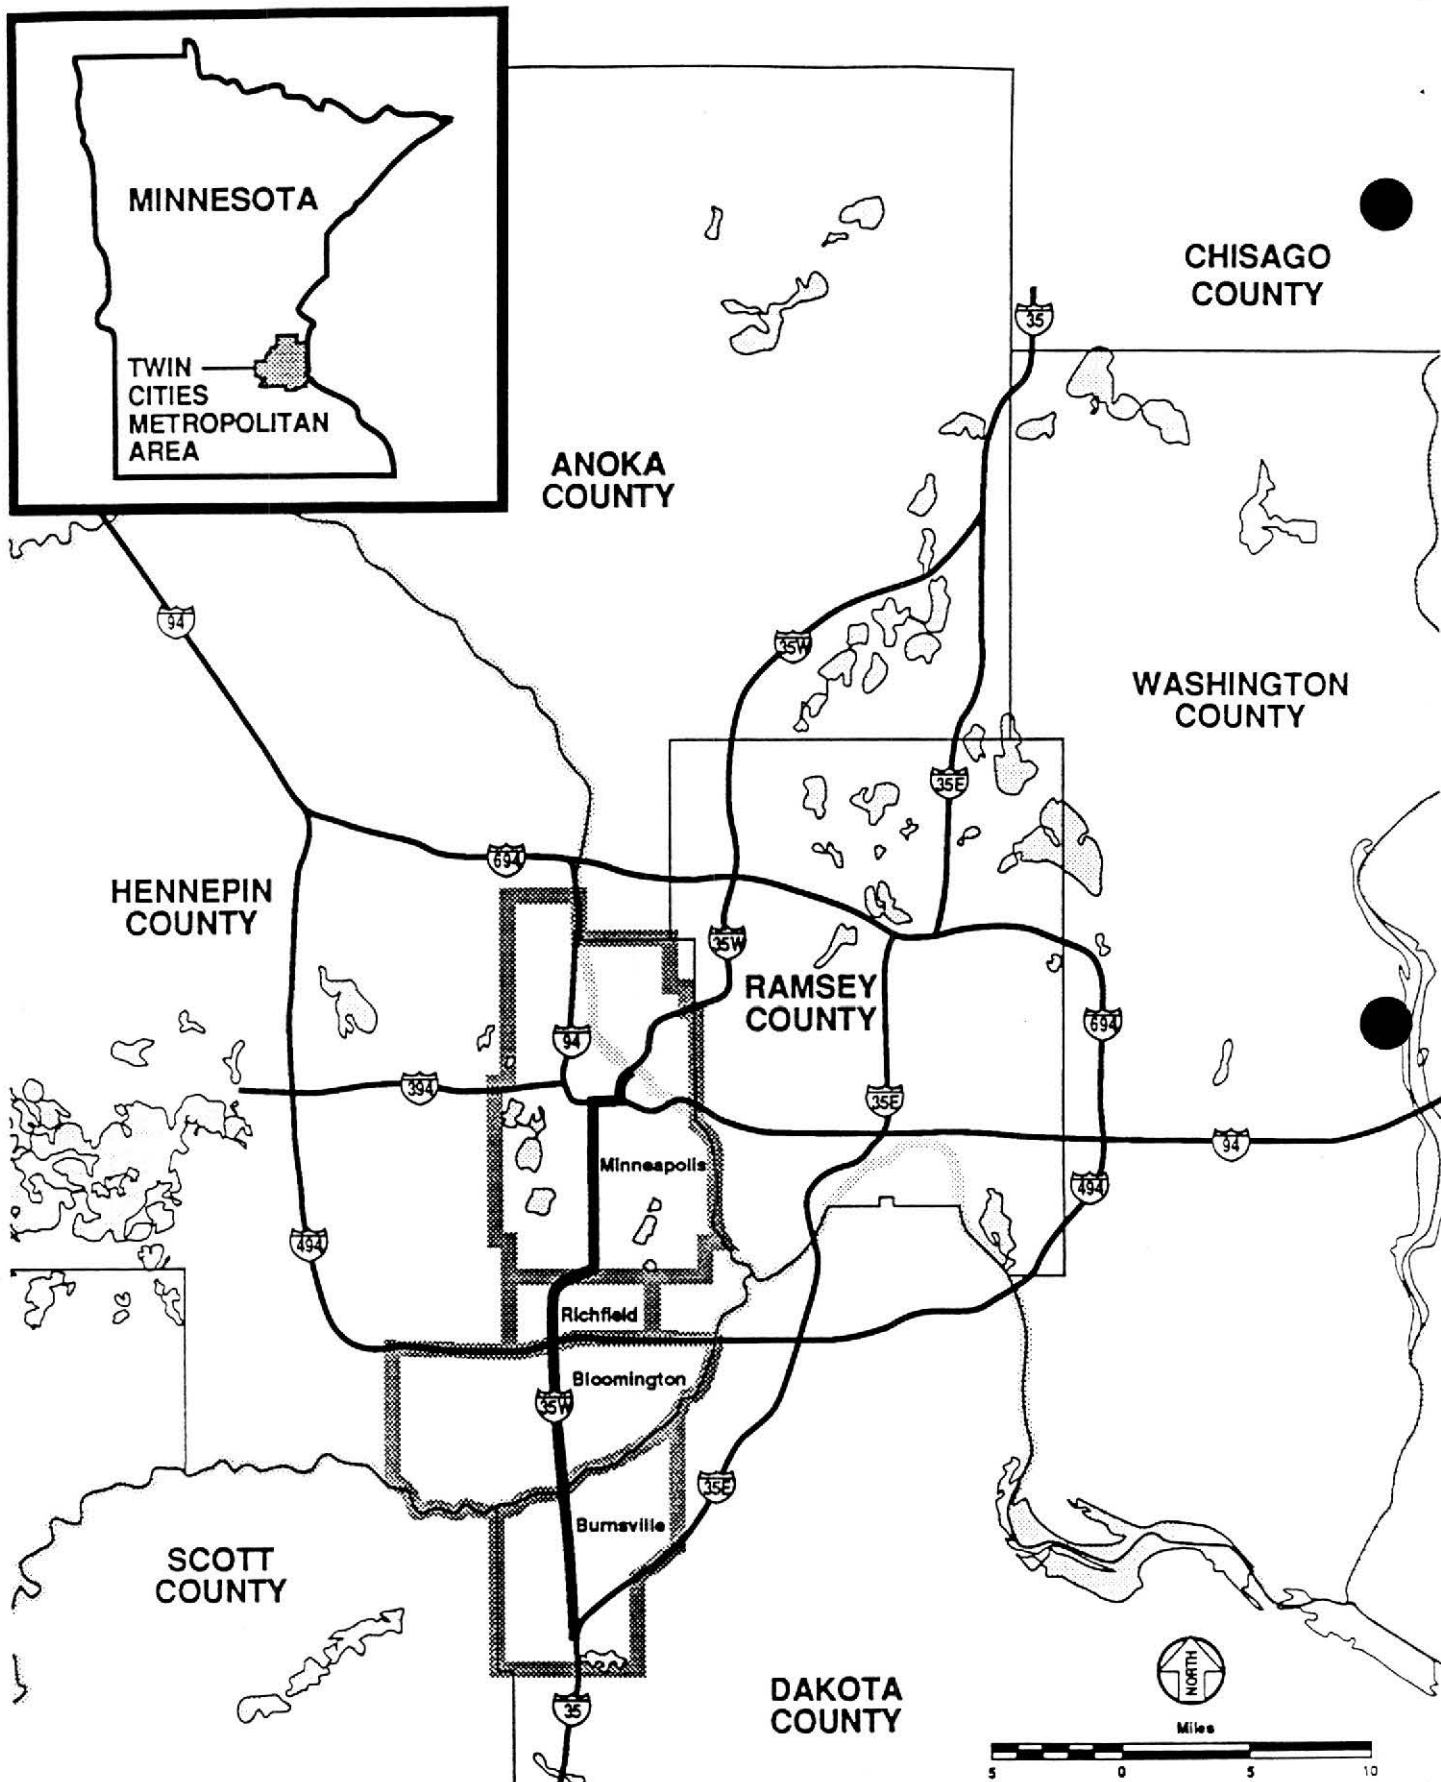 MINNESOTA
TWIN
CITIES
METROPOLITAN
AREA
CHISAGO
COUNTY
35
ANOKA
COUNTY
94
35W
WASHINGTON
COUNTY
35E
694
HENNEPIN
COUNTY
35W
RAMSEY
COUNTY
694
94
394
35E
94
Minneapolis
494
494
Richfield
Bloomington
35W
35E
Burnsville
SCOTT
COUNTY
NORTH
DAKOTA
COUNTY
35
Miles
5 0 5 10